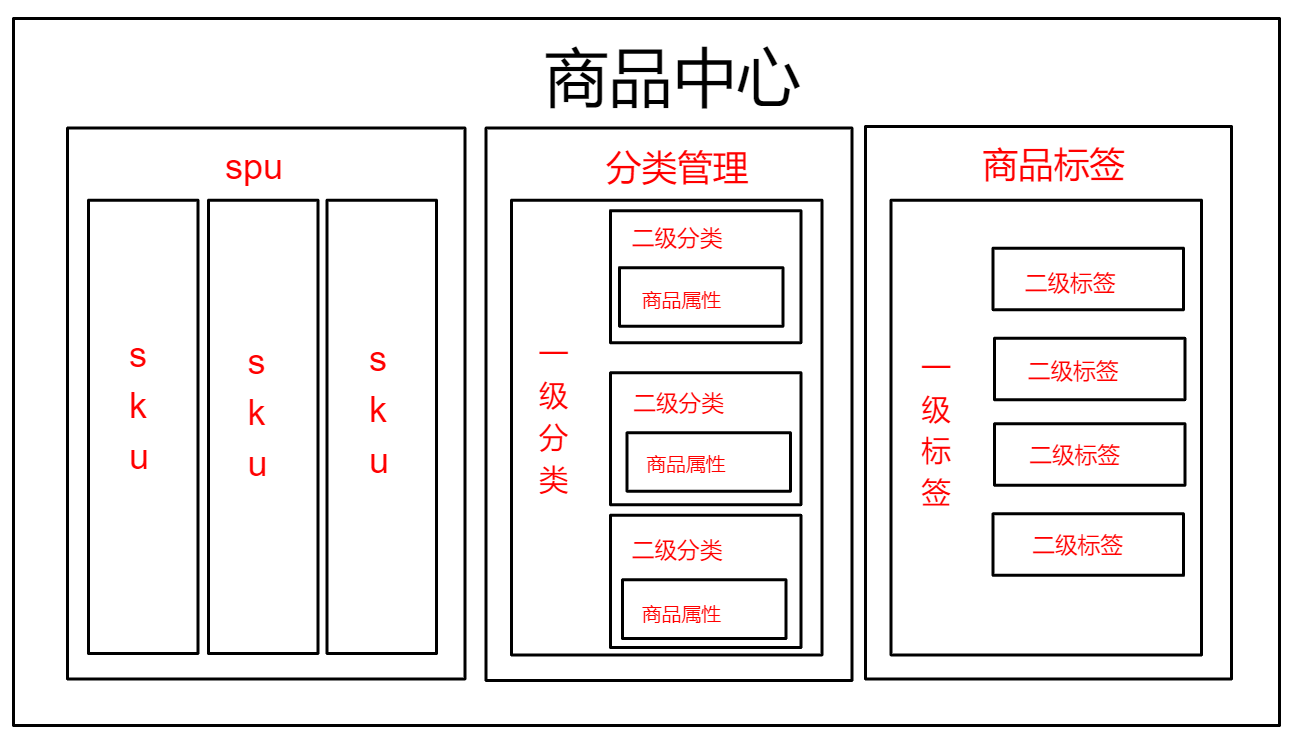 商品中心
spu
sku
sku
sku
分类管理
一级分类
二级分类
商品属性
二级分类
商品属性
二级分类
商品属性
商品标签
一级标签
二级标签
二级标签
二级标签
二级标签